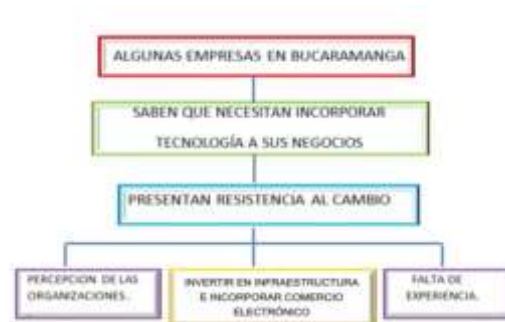 ALGUNAS EMPRESAS EN BUCARAMANGA
SABEN QUE NECESITAN INCORPORAR
TECNOLOGÍA A SUS NEGOCIOS
PRESENTAN RESISTENCIA AL CAMBIO
PERCEPCION DE LAS
ORGANIZACIONES.
INVERTIR EN INFRAESTRUCTURA
E INCORPORAR COMERCIO
ELECTRÓNICO
FALTA DE
EXPERIENCIA.